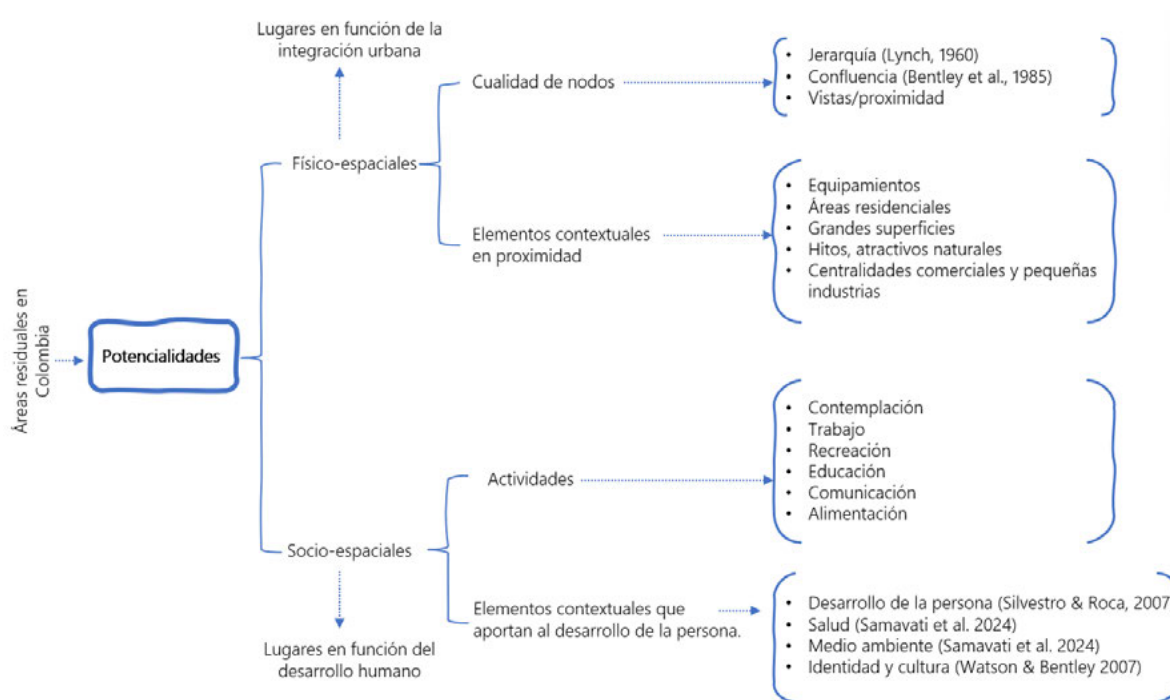 Áreas residuales en
Colombia
Potencialidades
Lugares en función de la
integración urbana
Físico-espaciales
Cualidad de nodos
• Jerarquía (Lynch, 1960)
• Confluencia (Bentley et al., 1985)
• Vistas/proximidad
Elementos contextuales
en proximidad
• Equipamientos
• Áreas residenciales
• Grandes superficies
• Hitos, atractivos naturales
• Centralidades comerciales y pequeñas
industrias
Socio-espaciales
Lugares en función del
desarrollo humano
Actividades
• Contemplación
• Trabajo
• Recreación
• Educación
• Comunicación
• Alimentación
Elementos contextuales que
aportan al desarrollo de la persona.
• Desarrollo de la persona (Silvestro & Roca, 2007
• Salud (Samavati et al. 2024)
• Medio ambiente (Samavati et al. 2024)
• Identidad y cultura (Watson & Bentley 2007)